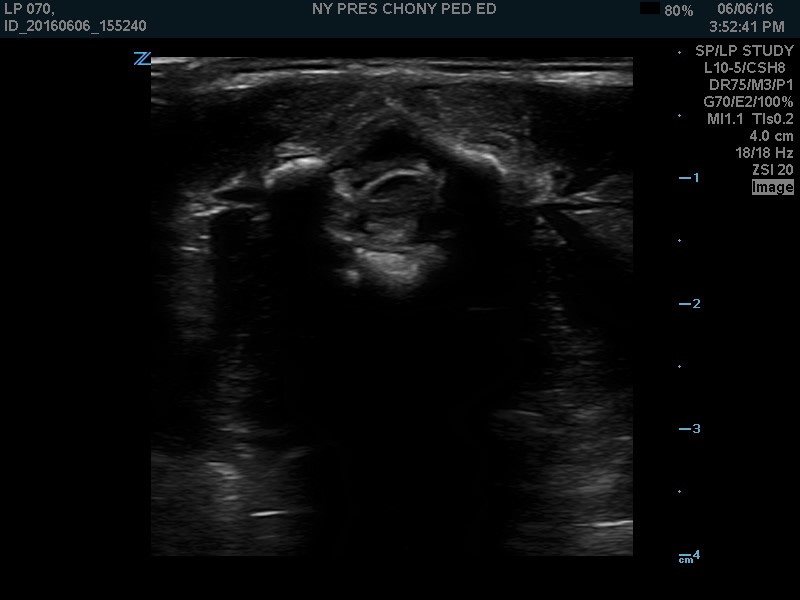 LP 070,
ID_20160606_155240
NY PRES CHONY PED ED
80%
06/06/16
3:52:41 PM
SP/LP STUDY
L10-5/CSH8
DR75/M3/P1
G70/E2/100%
MI1.1 TIs0.2
4.0 cm
18/18 Hz
ZSI 20
Image
Z
1
2
3
4
cm